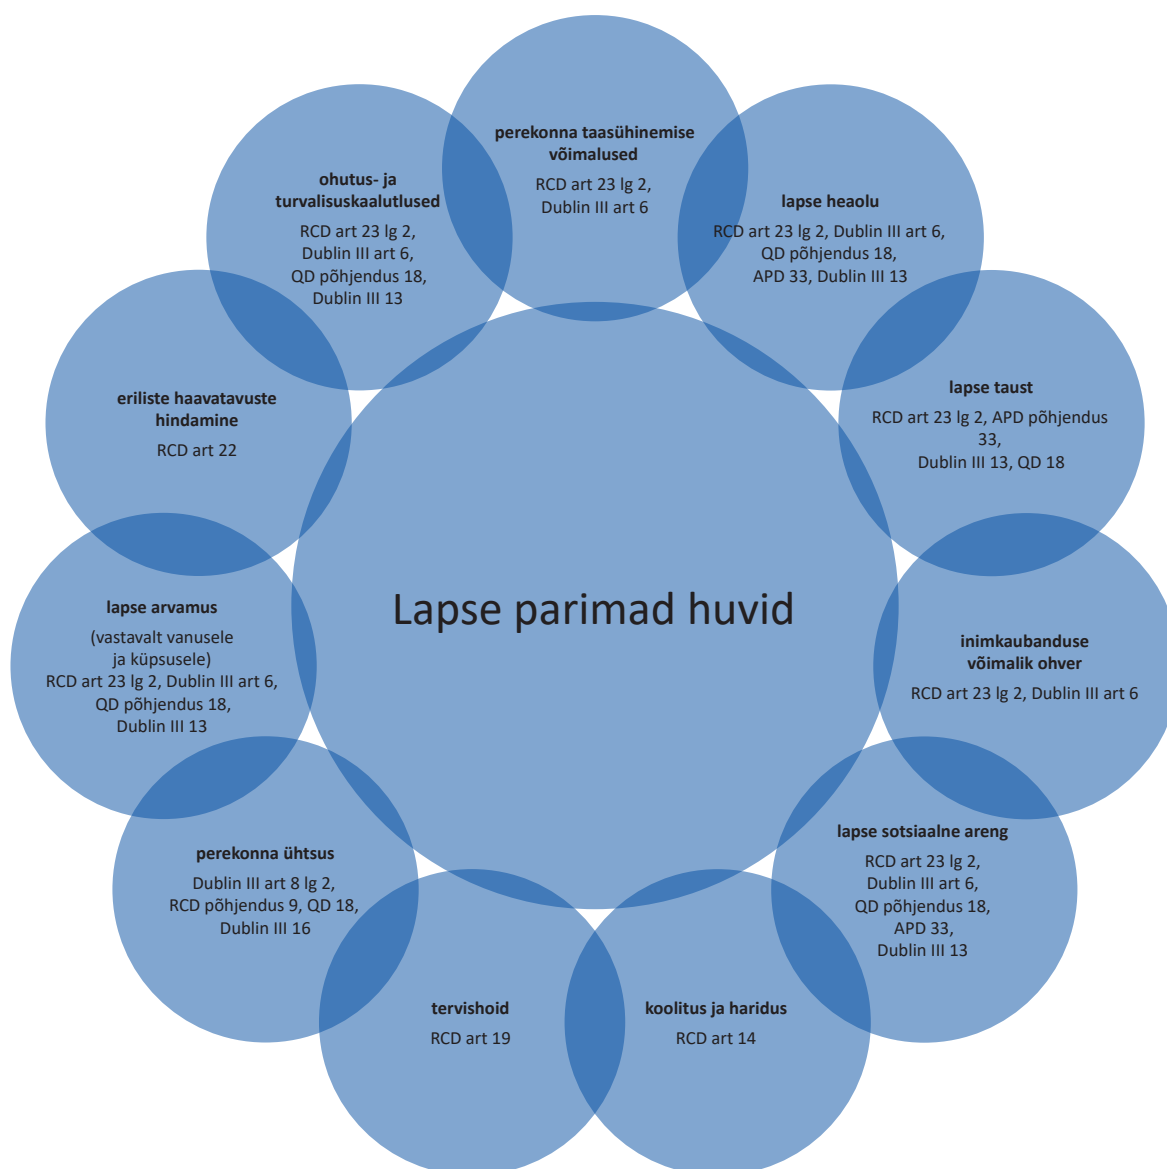 perekonna taasühinemise
võimalused
RCD art 23 lg 2,
Dublin III art 6
lapse heaolu
RCD art 23 lg 2, Dublin III art 6,
QD põhjendus 18,
APD 33, Dublin III 13
lapse taust
RCD art 23 lg 2, APD põhjendus
33,
Dublin III 13, QD 18
inimkaubanduse
võimalik ohver
RCD art 23 lg 2, Dublin III art 6
lapse sotsiaalne areng
RCD art 23 lg 2,
Dublin III art 6,
QD põhjendus 18,
APD 33,
Dublin III 13
koolitus ja haridus
RCD art 14
tervishoid
RCD art 19
perekonna ühtsus
Dublin III art 8 lg 2,
RCD põhjendus 9, QD 18,
Dublin III 16
lapse arvamus
(vastavalt vanusele
ja küpsusele)
RCD art 23 lg 2, Dublin III art 6,
QD põhjendus 18,
Dublin III 13
eriliste haavatavuste
hindamine
RCD art 22
ohutus- ja
turvalisuskaalutlused
RCD art 23 lg 2,
Dublin III art 6,
QD põhjendus 18,
Dublin III 13
Lapse parimad huvid